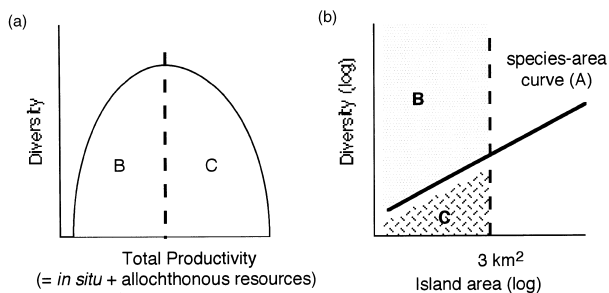 (a)
Diversity
B
C
Total Productivity
(= in situ + allochthonous resources)
(b)
Diversity (log)
B
C
species-area
curve (A)
3 km²
Island area (log)